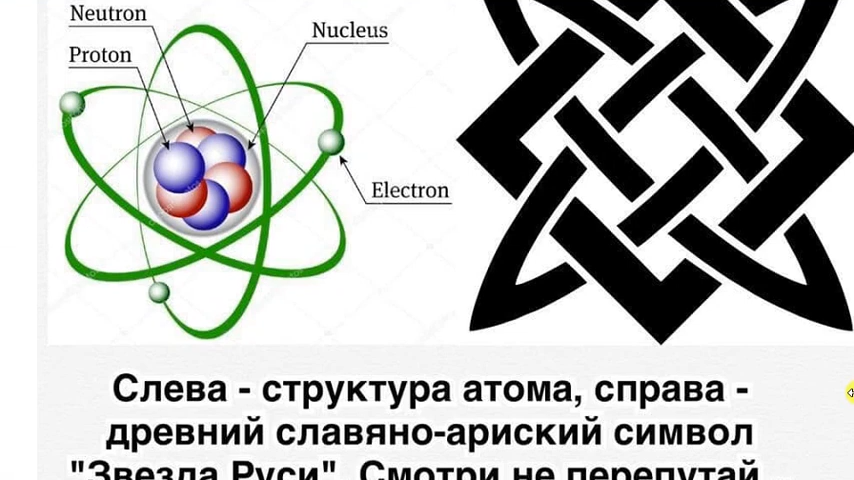 Neutron
Nucleus
Proton
Electron
Слева - структура атома, справа -
древний славяно-ариский символ
"Звезда Руси". Смотри не перепутай